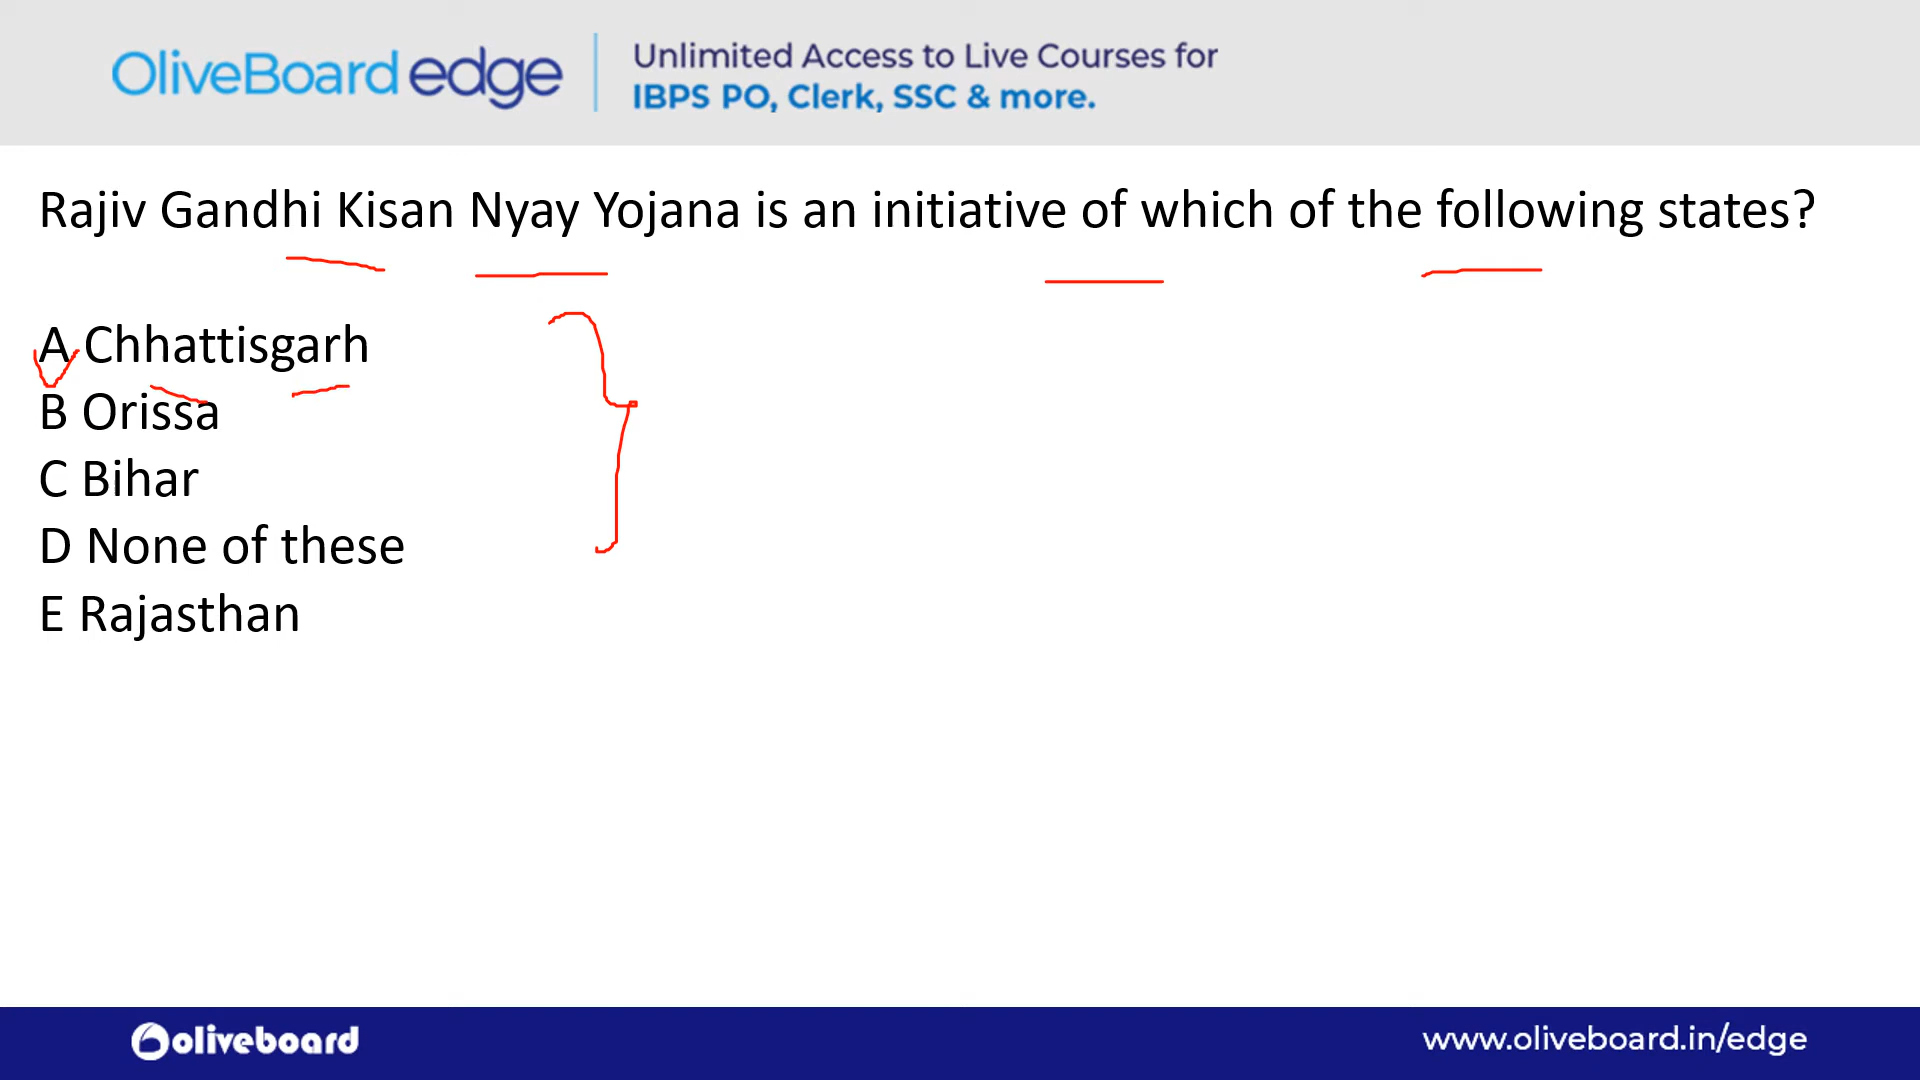 OliveBoard edge
Unlimited Access to Live Courses for
IBPS PO, Clerk, SSC & more.
Rajiv Gandhi Kisan Nyay Yojana is an initiative of which of the following states?
A Chhattisgarh
B Orissa
C Bihar
D None of these
E Rajasthan
oliveboard
www.oliveboard.in/edge